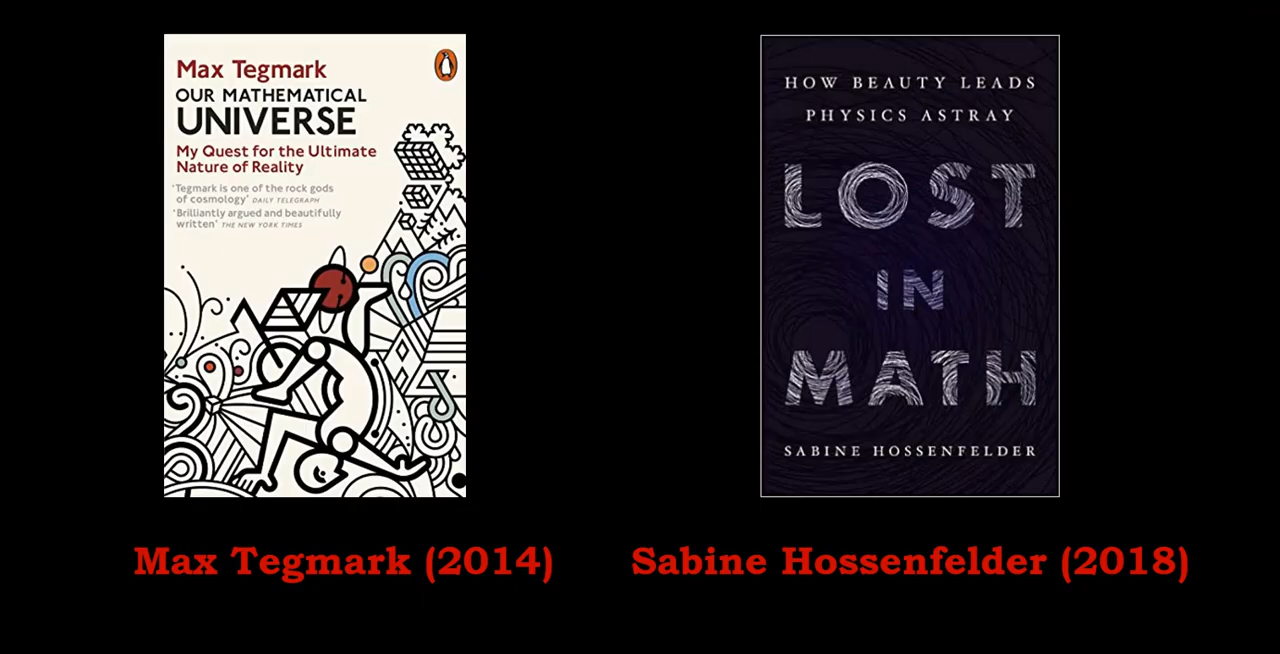 Max Tegmark
OUR MATHEMATICAL
UNIVERSE
My Quest for the Ultimate
Nature of Reality
'Tegmark is one of the rock gods
of cosmology' DAILY TELEGRAPH
'Brilliantly argued and beautifully
written' THE NEW YORK TIMES
HOW BEAUTY LEADS
PHYSICS ASTRAY
LOST
IN
MATH
SABINE HOSSENFELDER
Max Tegmark (2014)
Sabine Hossenfelder (2018)